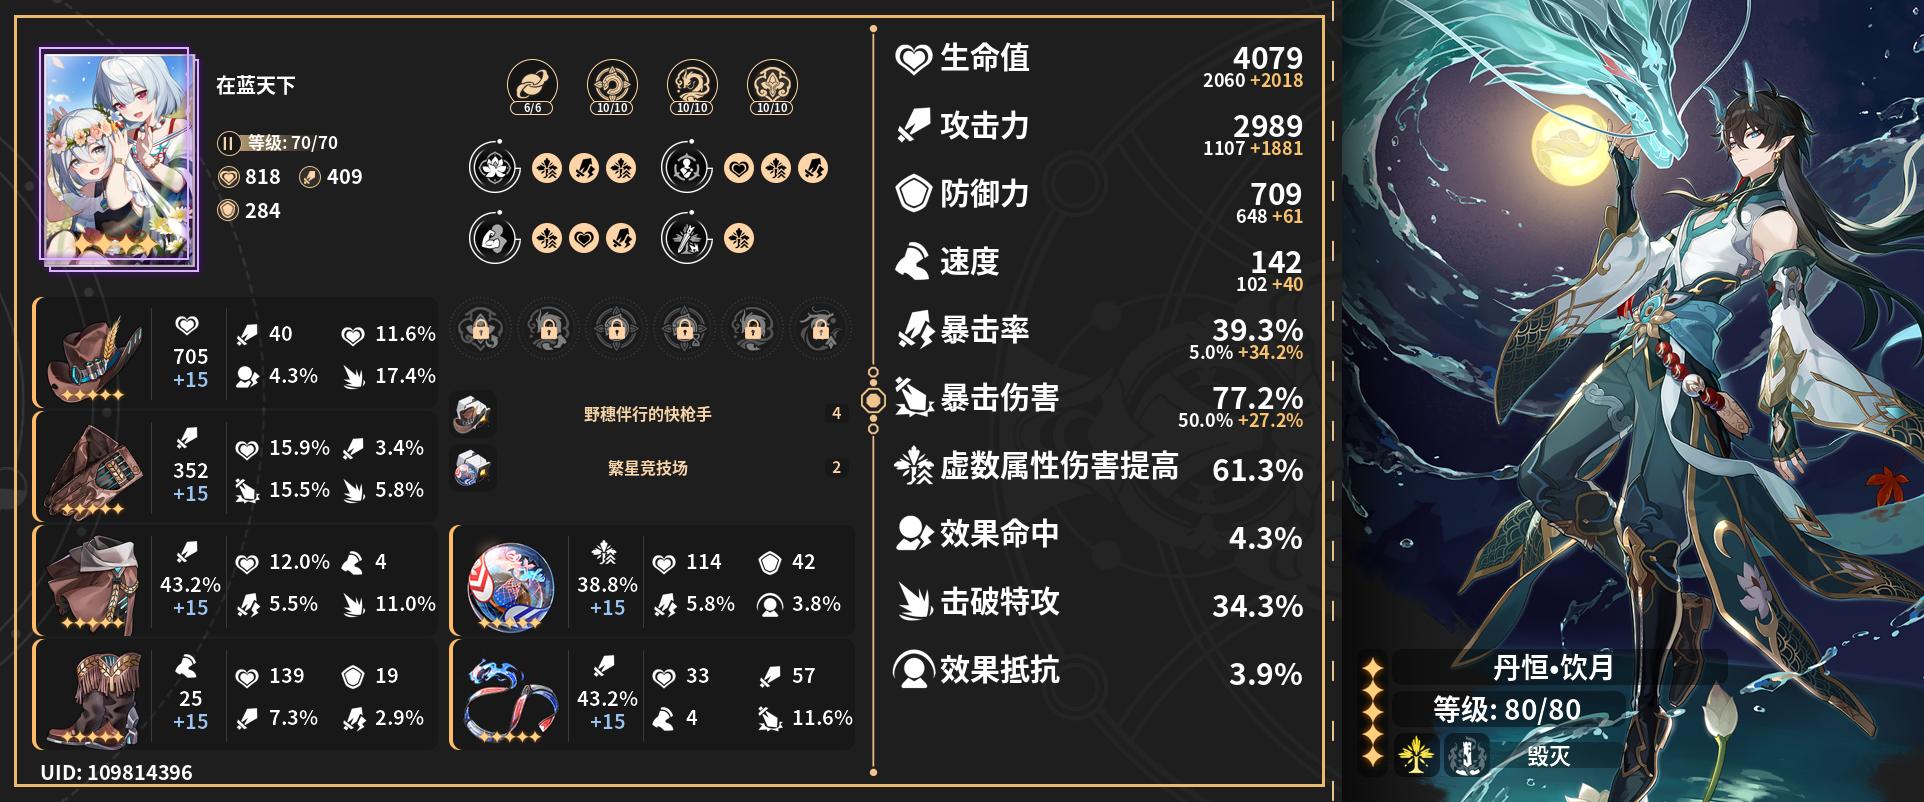 在蓝天下
II 等级: 70/70
818 409
284
6/6 10/10 10/10 10/10
705
+15
40 11.6%
4.3% 17.4%
352
+15
15.9% 3.4%
15.5% 5.8%
43.2%
+15
12.0% 4
5.5% 11.0%
25
+15
139 19
7.3% 2.9%
野穗伴行的快枪手 4
繁星竞技场 2
38.8%
+15
114 42
5.8% 3.8%
43.2%
+15
33 57
4 11.6%
UID: 109814396
生命值 4079
2060 +2018
攻击力 2989
1107 +1881
防御力 709
648 +61
速度 142
102 +40
暴击率 39.3%
5.0% +34.2%
暴击伤害 77.2%
50.0% +27.2%
虚数属性伤害提高 61.3%
效果命中 4.3%
击破特攻 34.3%
效果抵抗 3.9%
丹恒•饮月
等级: 80/80
毁灭